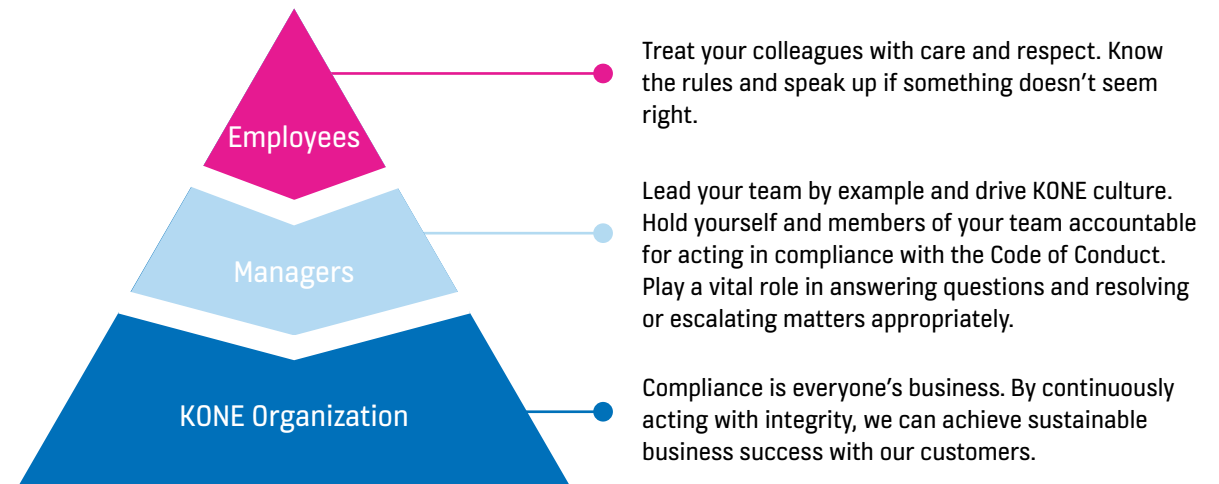 Employees
Treat your colleagues with care and respect. Know
the rules and speak up if something doesn’t seem
right.
Managers
Lead your team by example and drive KONE culture.
Hold yourself and members of your team accountable
for acting in compliance with the Code of Conduct.
Play a vital role in answering questions and resolving
or escalating matters appropriately.
KONE Organization
Compliance is everyone’s business. By continuously
acting with integrity, we can achieve sustainable
business success with our customers.